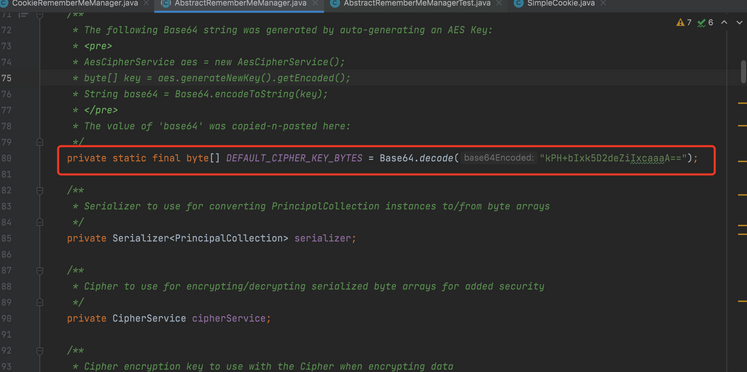 CookieRememberMeManager.java × AbstractRememberMeManager.java × AbstractRememberMeManagerTest.java × SimpleCookie.java ×
71 /**
72 * The following Base64 string was generated by auto-generating an AES Key:
73 * <pre>
74 * AesCipherService aes = new AesCipherService();
75 * byte[] key = aes.generateNewKey().getEncoded();
76 * String base64 = Base64.encodeToString(key);
77 * </pre>
78 * The value of 'base64' was copied-n-pasted here:
79 */
80 private static final byte[] DEFAULT_CIPHER_KEY_BYTES = Base64.decode( base64Encoded: "kPH+bIxk5D2deZiIxcaaaA==");
81
82 /**
83 * Serializer to use for converting PrincipalCollection instances to/from byte arrays
84 */
85 private Serializer<PrincipalCollection> serializer;
86
87 /**
88 * Cipher to use for encrypting/decrypting serialized byte arrays for added security
89 */
90 private CipherService cipherService;
91
92 /**
93 * Cipher encryption key to use with the Cipher when encrypting data
7 6